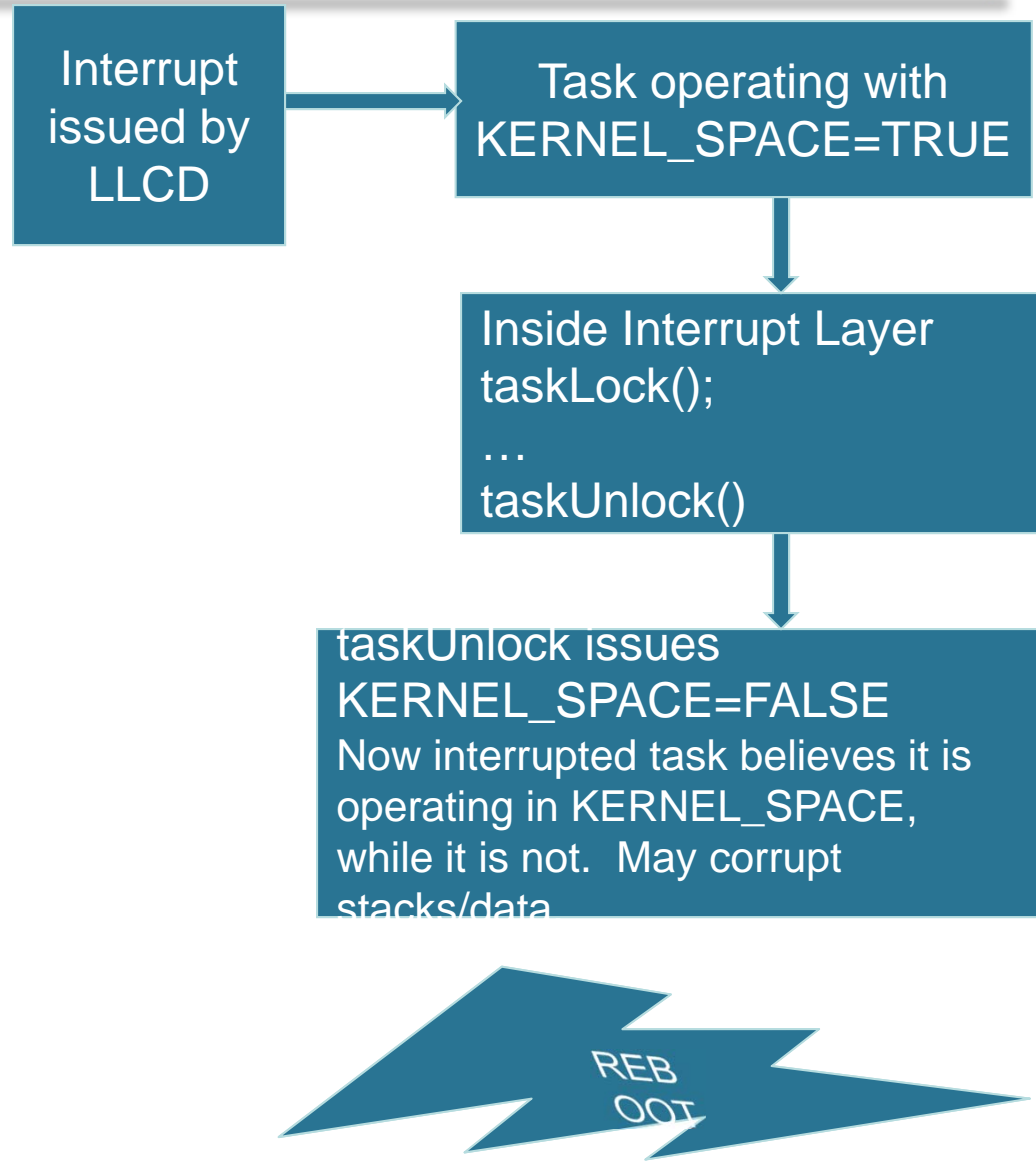 Interrupt
issued by
LLCD
Task operating with
KERNEL_SPACE=TRUE
Inside Interrupt Layer
taskLock();
…
taskUnlock()
taskUnlock issues
KERNEL_SPACE=FALSE
Now interrupted task believes it is
operating in KERNEL_SPACE,
while it is not.  May corrupt
stacks/data
REB
OOT